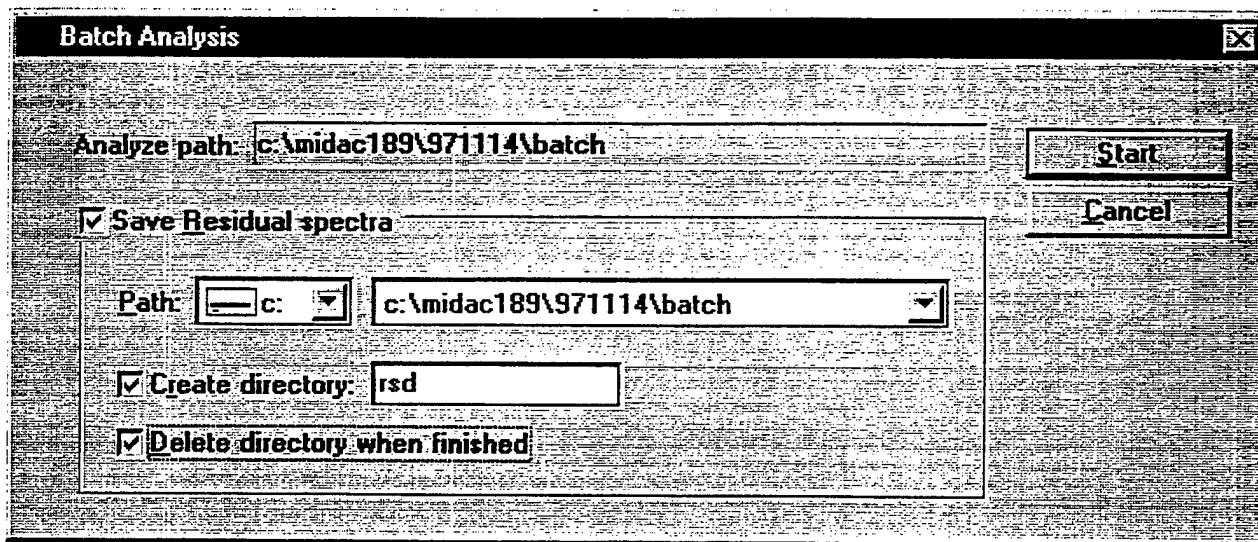 Batch Analysis
Analyze path: c:\midac189\971114\batch
Start
Cancel
Save Residual spectra
Path: c: c:\midac189\971114\batch
Create directory: rsd
Delete directory when finished